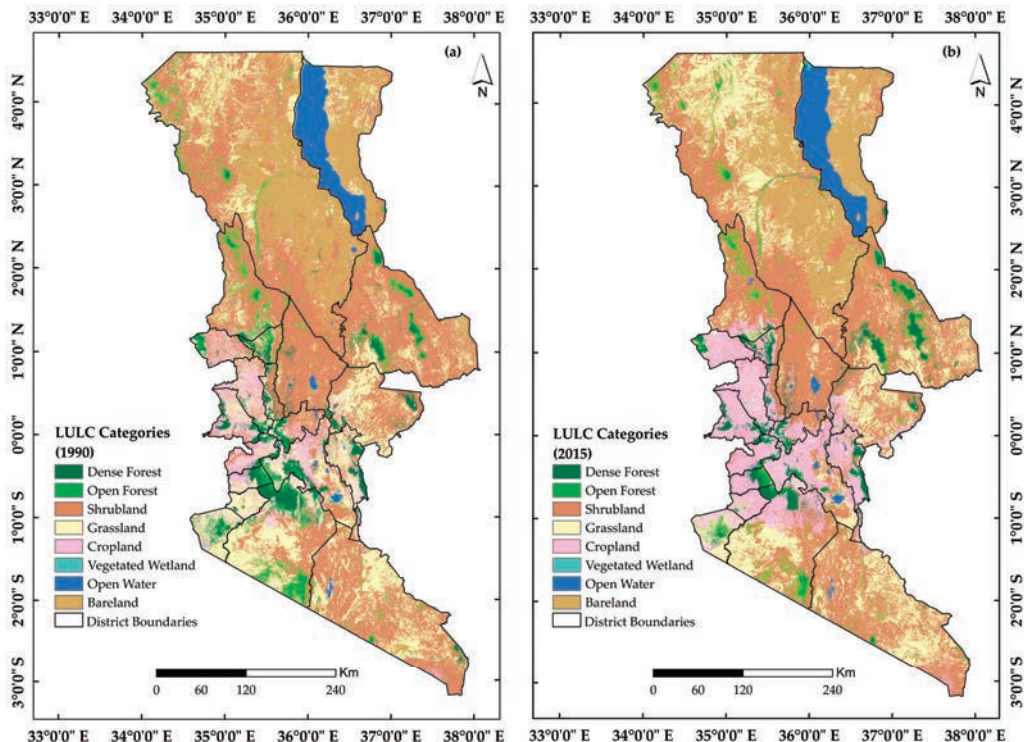 33°0'0" E 34°0'0" E 35°0'0" E 36°0'0" E 37°0'0" E 38°0'0" E
(a)
N
4°0'0" N
3°0'0" N
2°0'0" N
1°0'0" N
0°0'0" N
1°0'0" S
2°0'0" S
3°0'0" S
LULC Categories
(1990)
Dense Forest
Open Forest
Shrubland
Grassland
Cropland
Vegetated Wetland
Open Water
Bareland
District Boundaries
Km
0 60 120 240
33°0'0" E 34°0'0" E 35°0'0" E 36°0'0" E 37°0'0" E 38°0'0" E
33°0'0" E 34°0'0" E 35°0'0" E 36°0'0" E 37°0'0" E 38°0'0" E
(b)
N
LULC Categories
(2015)
Dense Forest
Open Forest
Shrubland
Grassland
Cropland
Vegetated Wetland
Open Water
Bareland
District Boundaries
Km
0 60 120 240
4°0'0" N
3°0'0" N
2°0'0" N
1°0'0" N
0°0'0" N
1°0'0" S
2°0'0" S
3°0'0" S
33°0'0" E 34°0'0" E 35°0'0" E 36°0'0" E 37°0'0" E 38°0'0" E